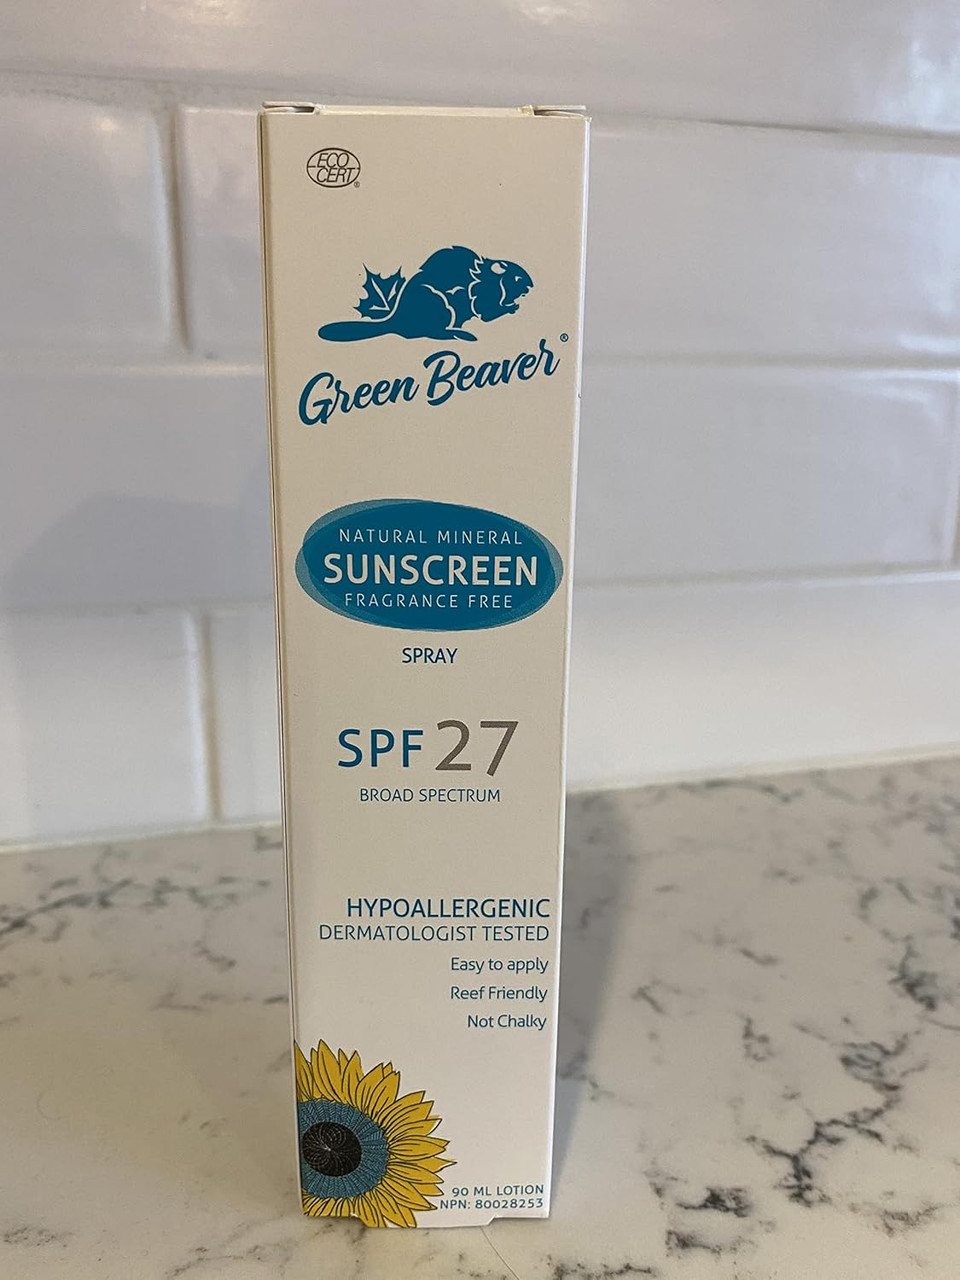 ECO
CERT®
Green Beaver®
NATURAL MINERAL
SUNSCREEN
FRAGRANCE FREE
SPRAY
SPF 27
BROAD SPECTRUM
HYPOALLERGENIC
DERMATOLOGIST TESTED
Easy to apply
Reef Friendly
Not Chalky
90 ML LOTION
NPN: 80028253